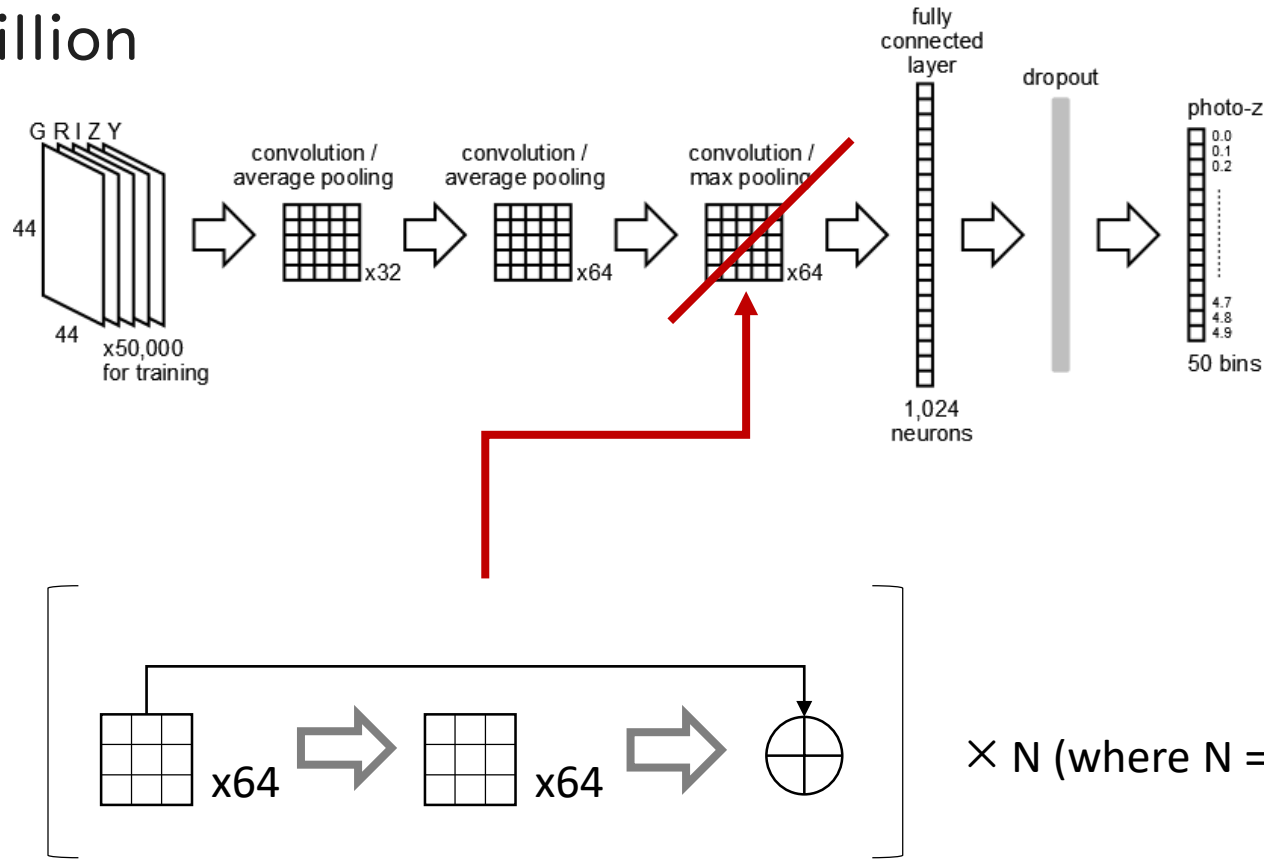 illion
G R I Z Y
44
44
x50,000
for training
convolution /
average pooling
x32
convolution /
average pooling
x64
convolution /
max pooling
x64
fully
connected
layer
1,024
neurons
dropout
photo-z
0.0
0.1
0.2
4.7
4.8
4.9
50 bins
x64
x64
× N (where N =